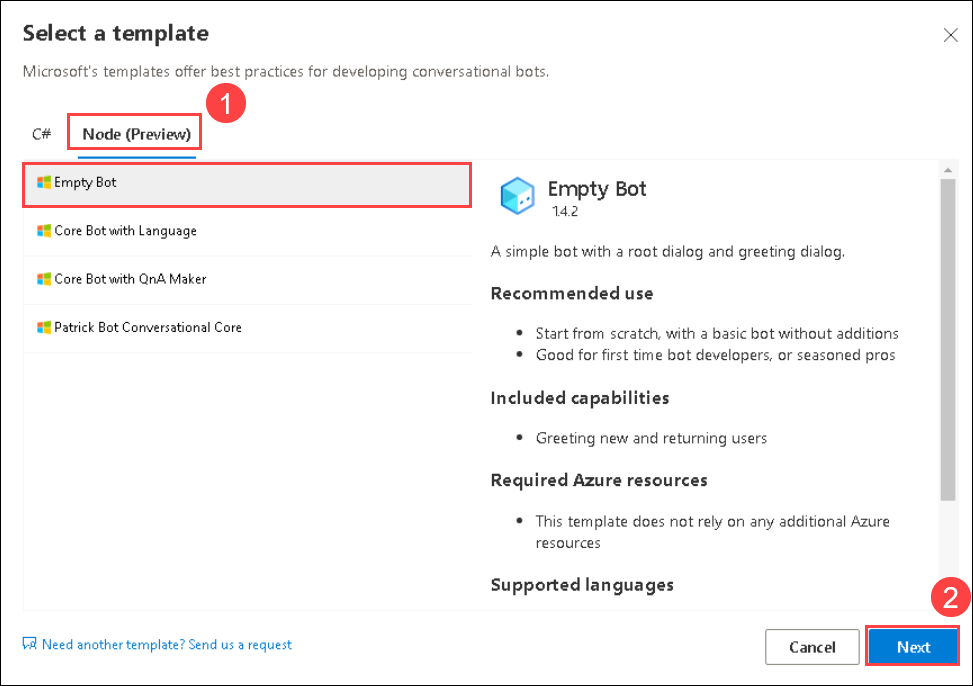 Select a template
Microsoft's templates offer best practices for developing conversational bots.
1
C#
Node (Preview)
Empty Bot
Core Bot with Language
Core Bot with QnA Maker
Patrick Bot Conversational Core
Empty Bot
1.4.2
A simple bot with a root dialog and greeting dialog.
Recommended use
• Start from scratch, with a basic bot without additions
• Good for first time bot developers, or seasoned pros
Included capabilities
• Greeting new and returning users
Required Azure resources
• This template does not rely on any additional Azure
resources
Supported languages
2
Need another template? Send us a request
Cancel
Next